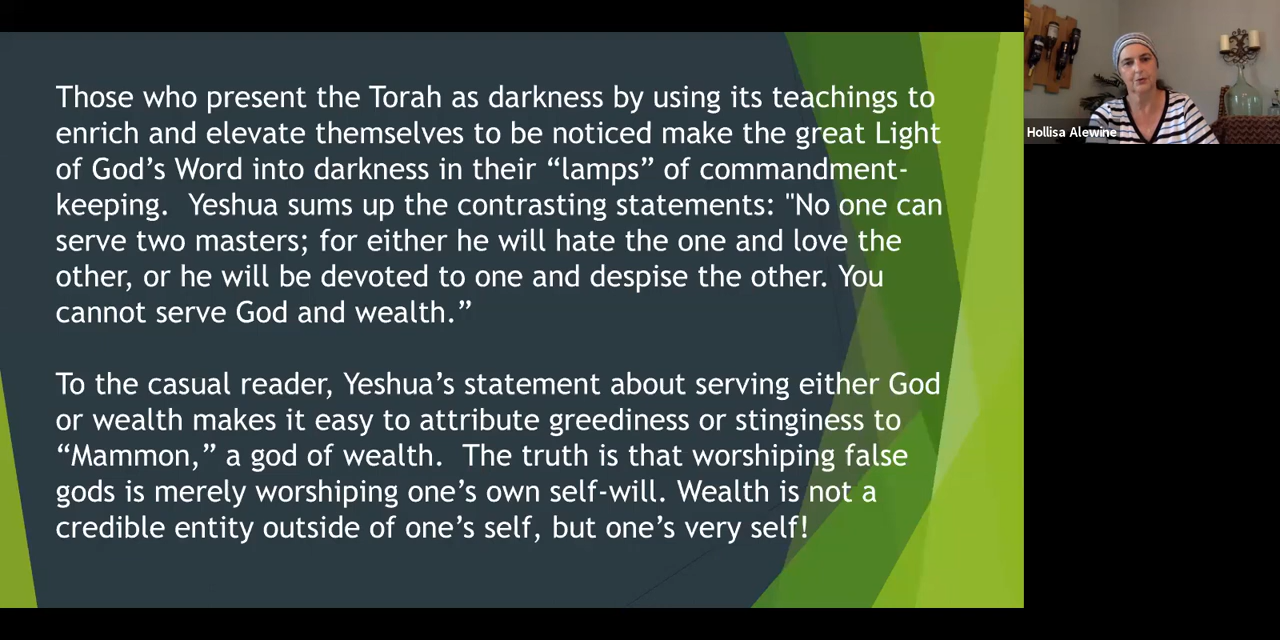 Those who present the Torah as darkness by using its teachings to
enrich and elevate themselves to be noticed make the great Light
of God’s Word into darkness in their “lamps” of commandment-
keeping.  Yeshua sums up the contrasting statements: "No one can
serve two masters; for either he will hate the one and love the
other, or he will be devoted to one and despise the other. You
cannot serve God and wealth.”
To the casual reader, Yeshua’s statement about serving either God
or wealth makes it easy to attribute greediness or stinginess to
“Mammon,” a god of wealth.  The truth is that worshiping false
gods is merely worshiping one’s own self-will. Wealth is not a
credible entity outside of one’s self, but one’s very self!
Hollisa Alewine